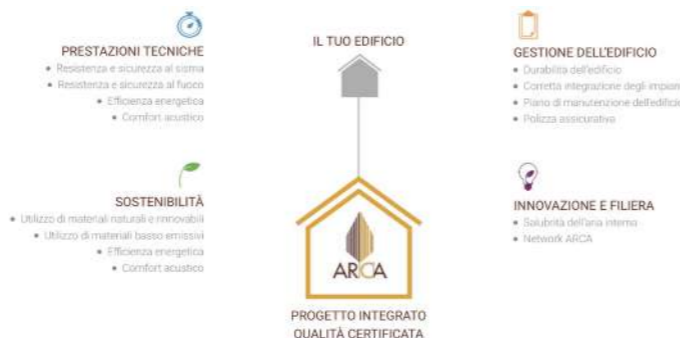 PRESTAZIONI TECNICHE
• Resistenza e sicurezza al sisma
• Resistenza e sicurezza al fuoco
• Efficienza energetica
• Comfort acustico
SOSTENIBILITÀ
• Utilizzo di materiali naturali e rinnovabili
• Utilizzo di materiali basso emissivi
• Efficienza energetica
• Comfort acustico
IL TUO EDIFICIO
ARCA
PROGETTO INTEGRATO
QUALITÀ CERTIFICATA
GESTIONE DELL'EDIFICIO
• Durabilità dell'edificio
• Corretta integrazione degli impian
• Piano di manutenzione dell'edificio
• Polizza assicurativa
INNOVAZIONE E FILIERA
• Salubrità dell'aria interna
• Network ARCA